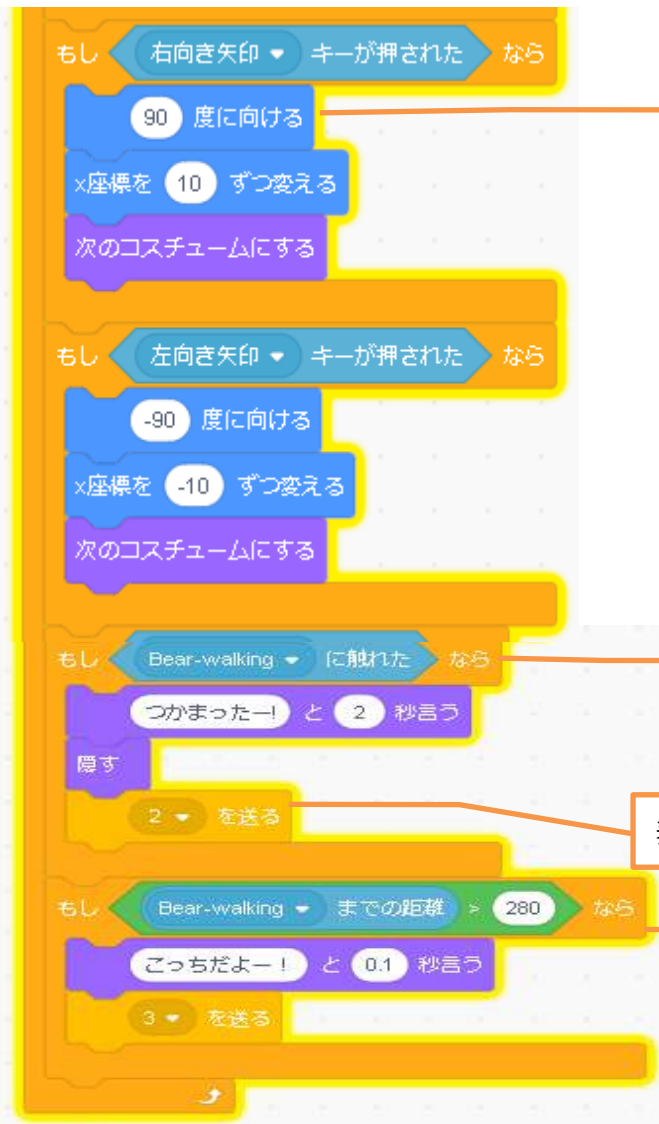 もし 右向き矢印 キーが押された なら
90 度に向ける
x座標を 10 ずつ変える
次のコスチュームにする
もし 左向き矢印 キーが押された なら
-90 度に向ける
x座標を -10 ずつ変える
次のコスチュームにする
もし Bear-walking に触れた なら
つかまったー! と 2 秒言う
隠す
2 を送る
もし Bear-walking までの距離 > 280 なら
こっちだよー! と 0.1 秒言う
3 を送る